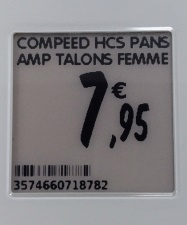 COMPEED HCS PANS
AMP TALONS FEMME
7€,95
3574660718782